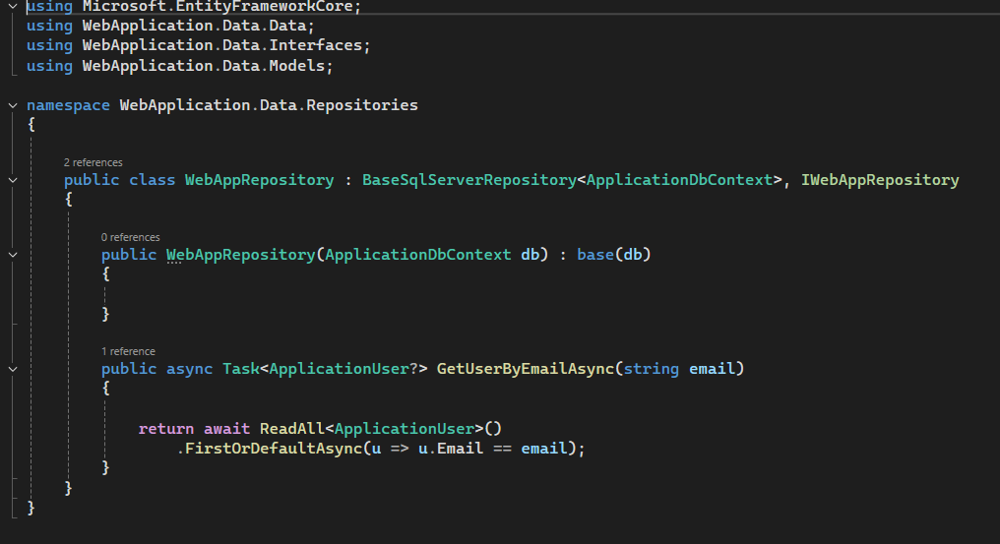 using Microsoft.EntityFrameworkCore;
using WebApplication.Data.Data;
using WebApplication.Data.Interfaces;
using WebApplication.Data.Models;
namespace WebApplication.Data.Repositories
{
2 references
public class WebAppRepository : BaseSqlServerRepository<ApplicationDbContext>, IWebAppRepository
{
0 references
public WebAppRepository(ApplicationDbContext db) : base(db)
{
}
1 reference
public async Task<ApplicationUser?> GetUserByEmailAsync(string email)
{
return await ReadAll<ApplicationUser>()
.FirstOrDefaultAsync(u => u.Email == email);
}
}
}